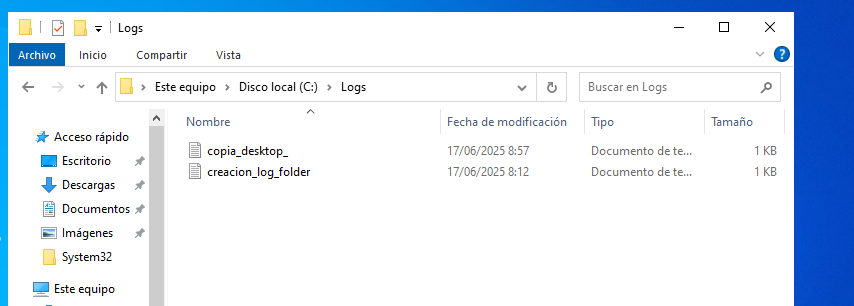 Logs
Archivo Inicio Compartir Vista
Este equipo Disco local (C:) Logs
Buscar en Logs
Nombre Fecha de modificación Tipo Tamaño
copia_desktop_ 17/06/2025 8:57 Documento de te... 1 KB
creacion_log_folder 17/06/2025 8:12 Documento de te... 1 KB
Acceso rápido
Escritorio
Descargas
Documentos
Imágenes
System32
Este equipo